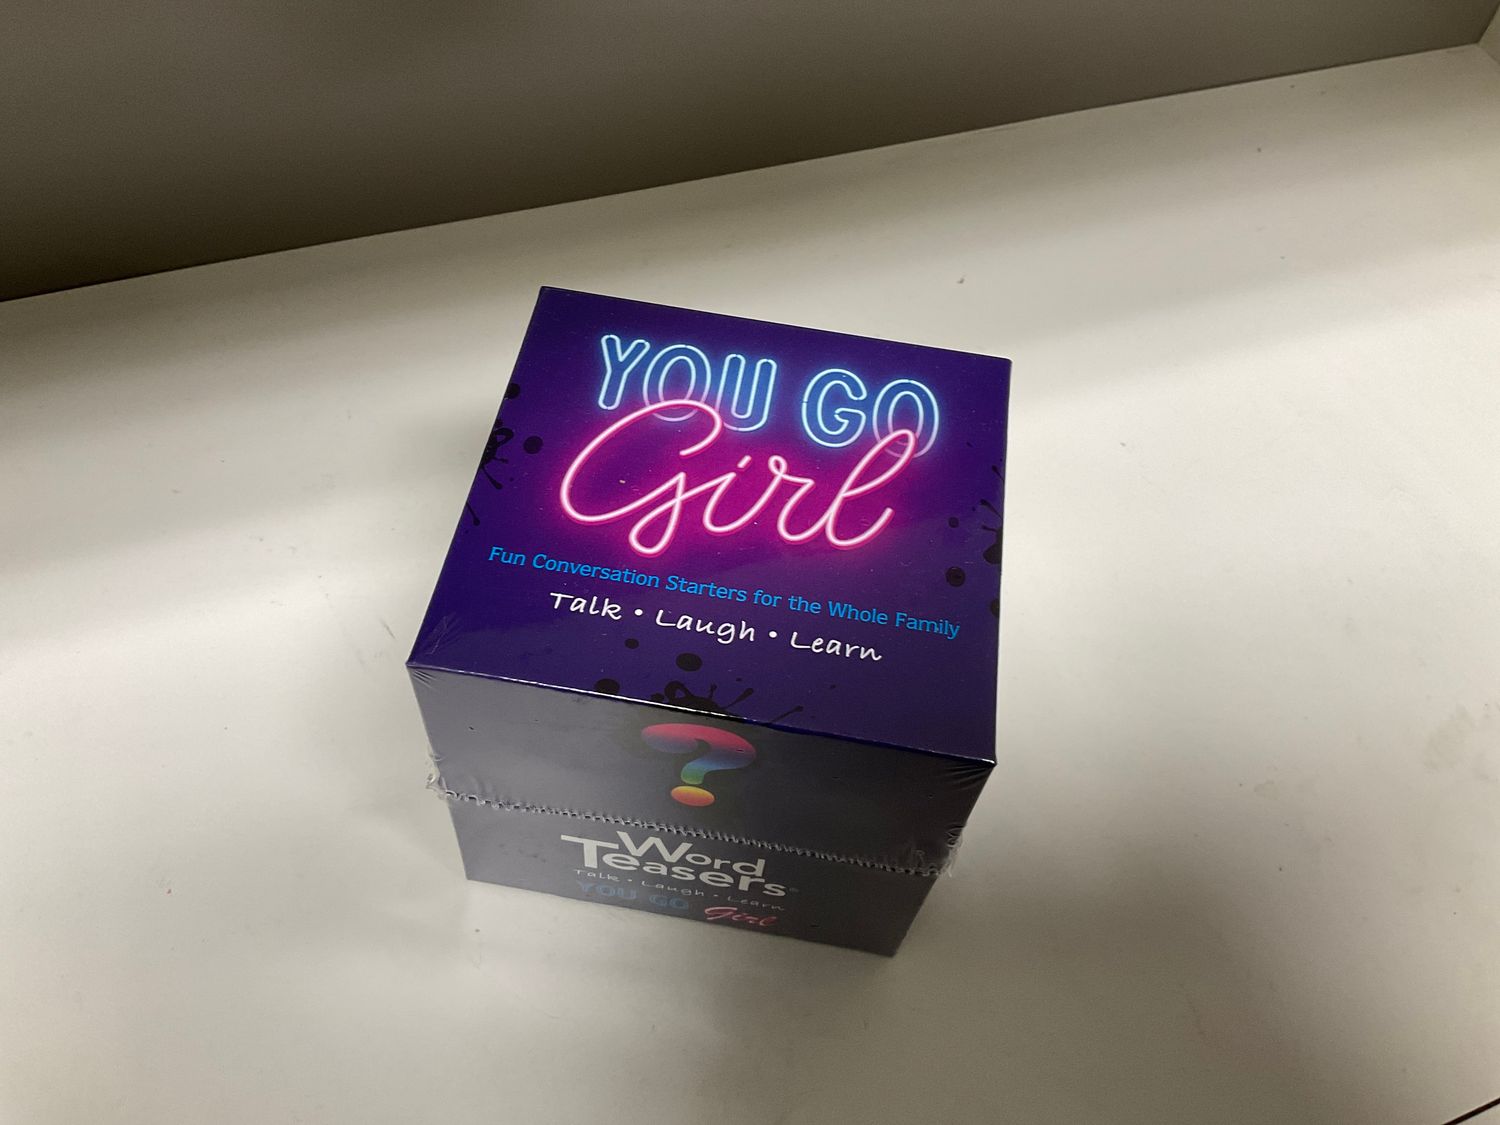 YOU GO
Girl
Fun Conversation Starters for the Whole Family
Talk • Laugh • Learn
?
Word
Teasers®
Talk • Laugh • Learn
YOU GO Girl